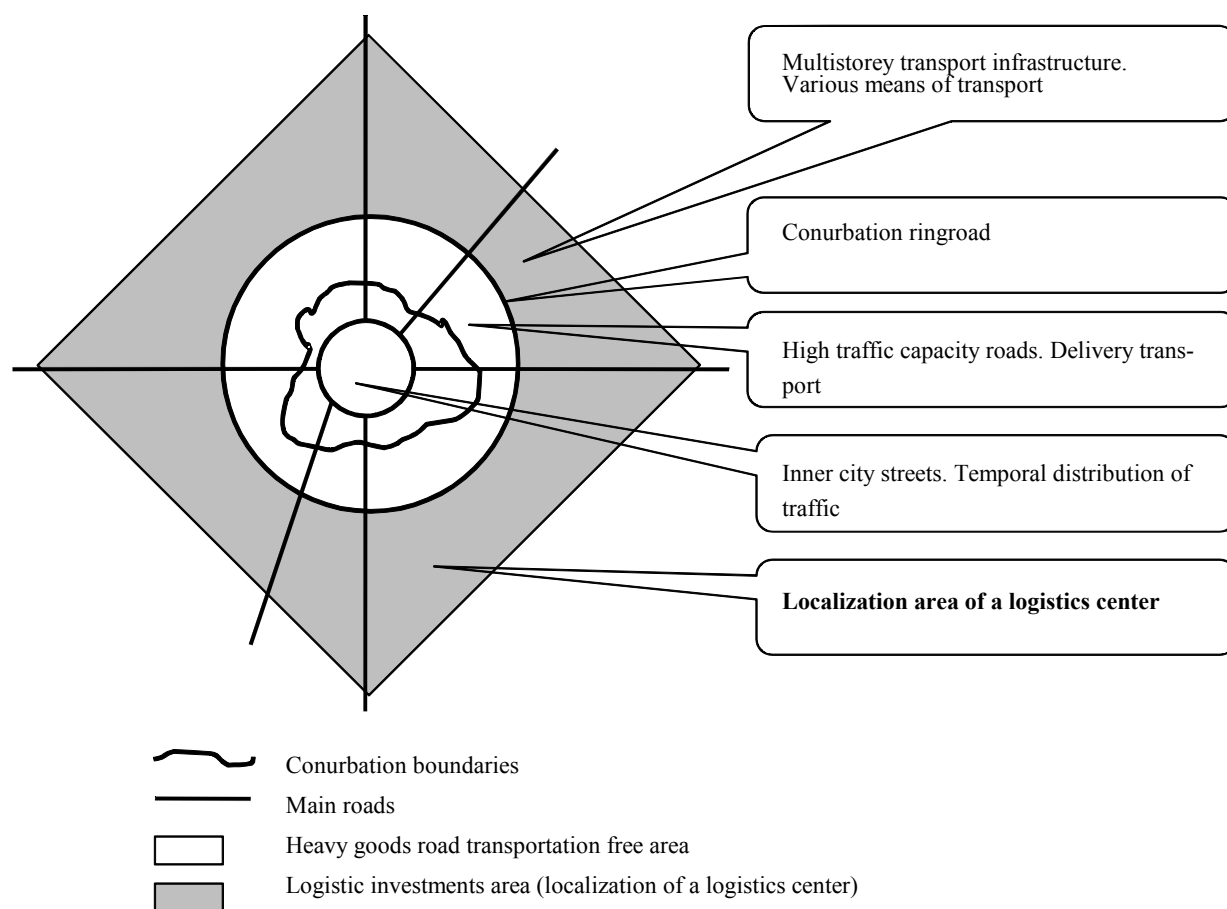 Multistorey transport infrastructure.
Various means of transport
Conurbation ringroad
High traffic capacity roads. Delivery trans-
port
Inner city streets. Temporal distribution of
traffic
Localization area of a logistics center
Conurbation boundaries
Main roads
Heavy goods road transportation free area
Logistic investments area (localization of a logistics center)